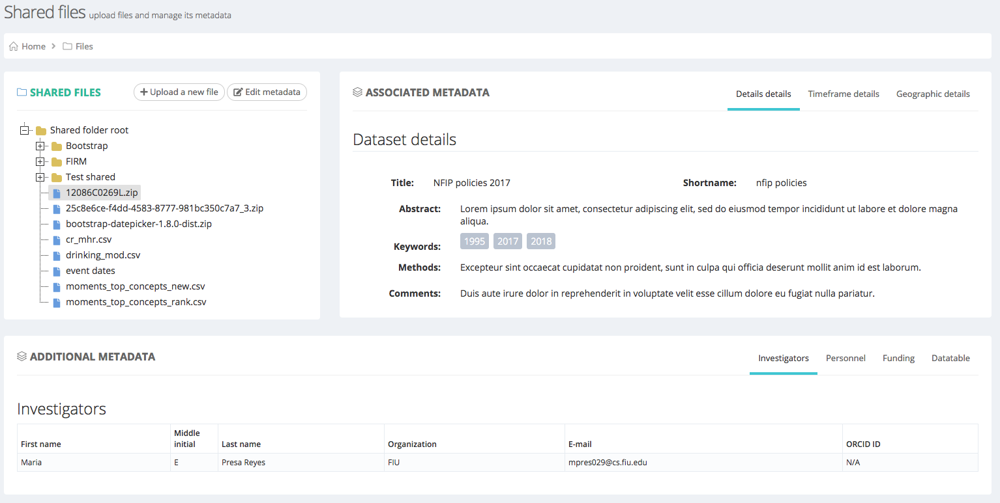 Shared files upload files and manage its metadata
Home > Files
SHARED FILES
Upload a new file
Edit metadata
Shared folder root
Bootstrap
FIRM
Test shared
12086C0269L.zip
25c8e6ce-f4dd-4583-8777-981bc350c7a7_3.zip
bootstrap-datepicker-1.8.0-dist.zip
cr_mhr.csv
drinking_mod.csv
event dates
moments_top_concepts_new.csv
moments_top_concepts_rank.csv
ASSOCIATED METADATA
Details details Timeframe details Geographic details
Dataset details
Title: NFIP policies 2017 Shortname: nfip policies
Abstract: Lorem ipsum dolor sit amet, consectetur adipiscing elit, sed do eiusmod tempor incididunt ut labore et dolore magna
aliqua.
Keywords: 1995 2017 2018
Methods: Excepteur sint occaecat cupidatat non proident, sunt in culpa qui officia deserunt mollit anim id est laborum.
Comments: Duis aute irure dolor in reprehenderit in voluptate velit esse cillum dolore eu fugiat nulla pariatur.
ADDITIONAL METADATA
Investigators Personnel Funding Datatable
Investigators
First name Middle initial Last name Organization E-mail ORCID ID
Maria E Presa Reyes FIU mpres029@cs.fiu.edu N/A